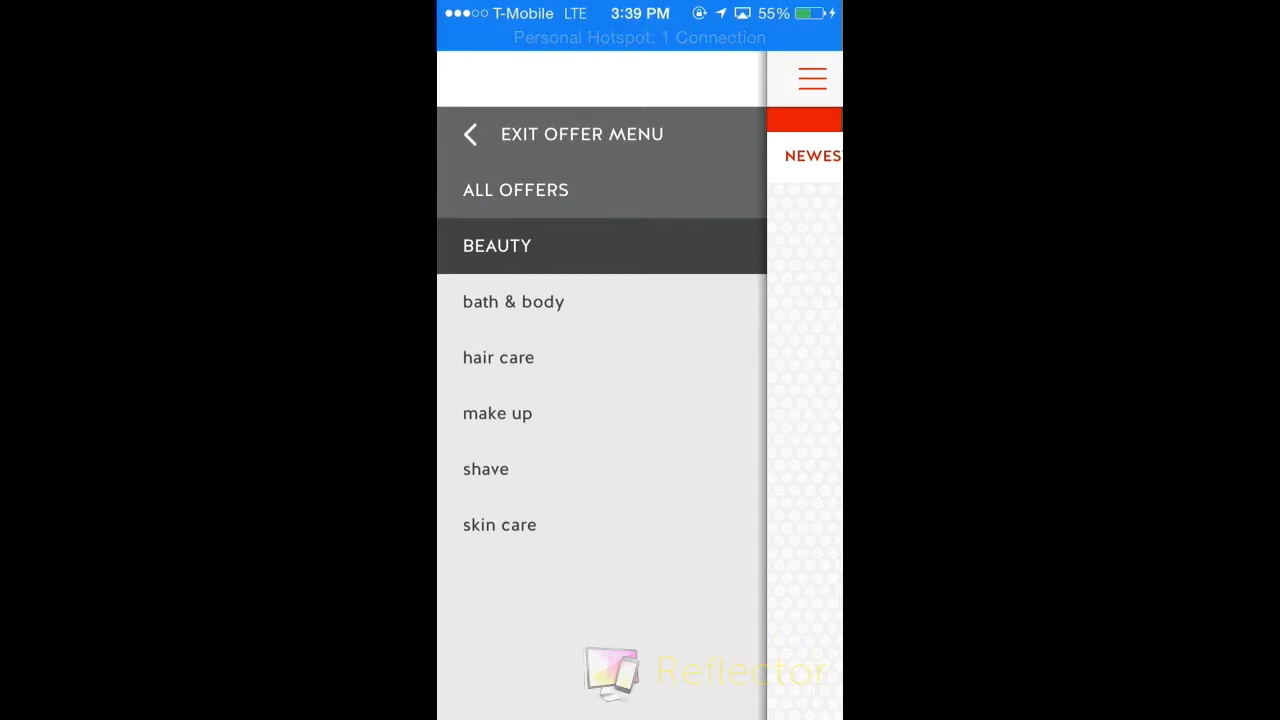 T-Mobile LTE 3:39 PM 55%
Personal Hotspot: 1 Connection
EXIT OFFER MENU
NEWES
ALL OFFERS
BEAUTY
bath & body
hair care
make up
shave
skin care
Reflector